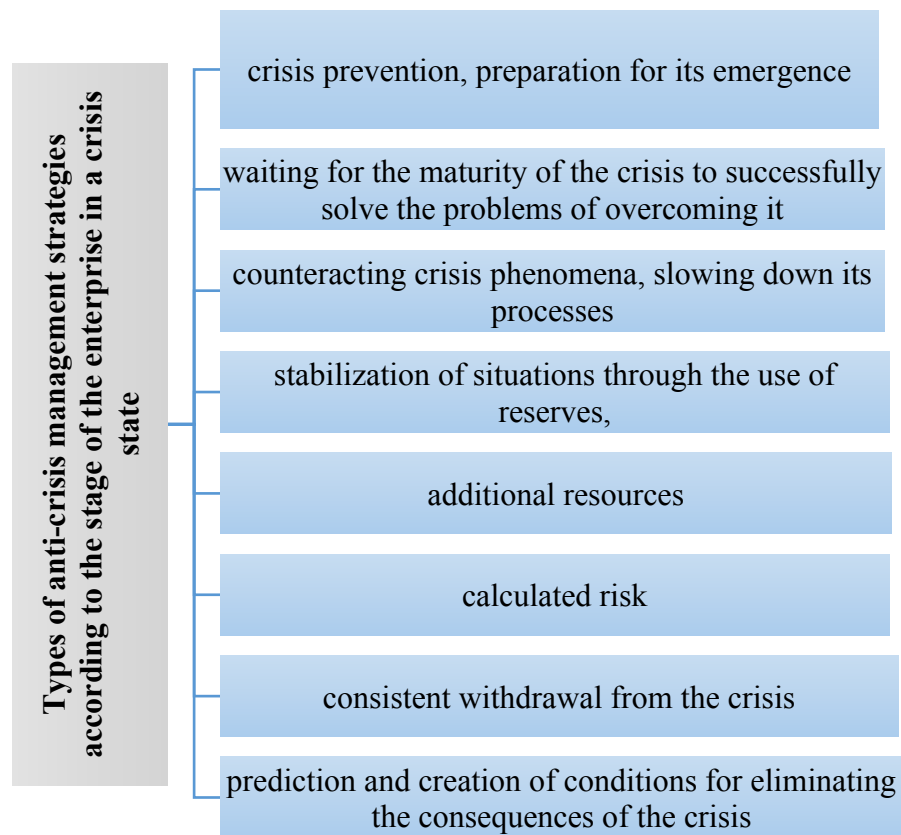 Types of anti-crisis management strategies
according to the stage of the enterprise in a crisis
state
crisis prevention, preparation for its emergence
waiting for the maturity of the crisis to successfully
solve the problems of overcoming it
counteracting crisis phenomena, slowing down its
processes
stabilization of situations through the use of
reserves,
additional resources
calculated risk
consistent withdrawal from the crisis
prediction and creation of conditions for eliminating
the consequences of the crisis